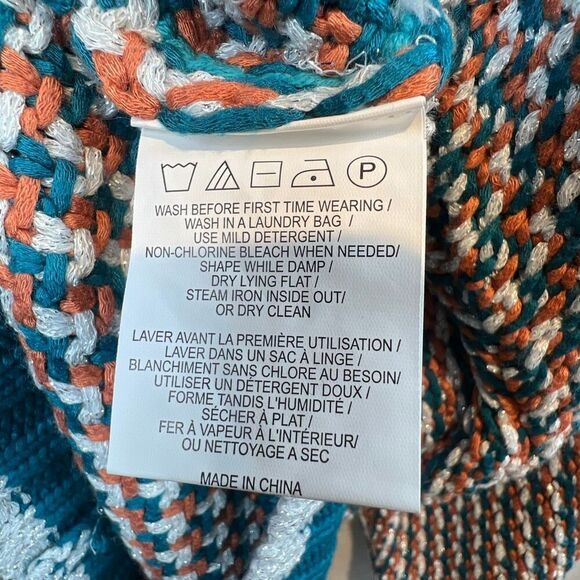 P
WASH BEFORE FIRST TIME WEARING /
WASH IN A LAUNDRY BAG /
USE MILD DETERGENT /
NON-CHLORINE BLEACH WHEN NEEDED/
SHAPE WHILE DAMP /
DRY LYING FLAT /
STEAM IRON INSIDE OUT/
OR DRY CLEAN
LAVER AVANT LA PREMIÈRE UTILISATION /
LAVER DANS UN SAC À LINGE /
BLANCHIMENT SANS CHLORE AU BESOIN/
UTILISER UN DÉTERGENT DOUX /
FORME TANDIS L'HUMIDITÉ /
SÉCHER À PLAT /
FER À VAPEUR À L'INTÉRIEUR/
OU NETTOYAGE A SEC
MADE IN CHINA